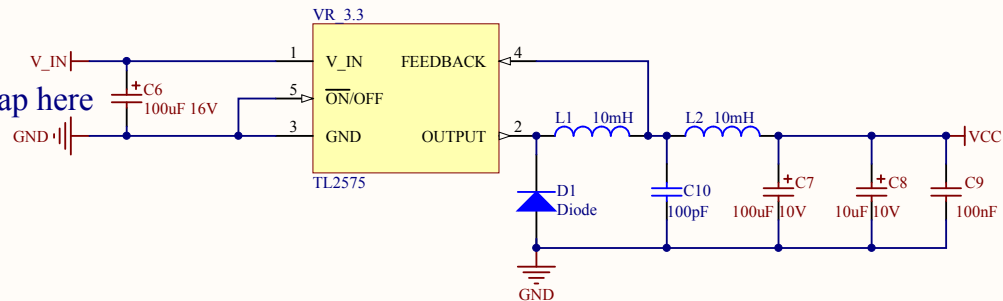 VR_3.3
V_IN
1
V_IN
FEEDBACK
4
C6
100uF 16V
ap here
5
ON/OFF
GND
3
GND
OUTPUT
2
TL2575
L1 10mH
L2 10mH
VCC
D1
Diode
C10
100pF
C7
100uF 10V
C8
10uF 10V
C9
100nF
GND